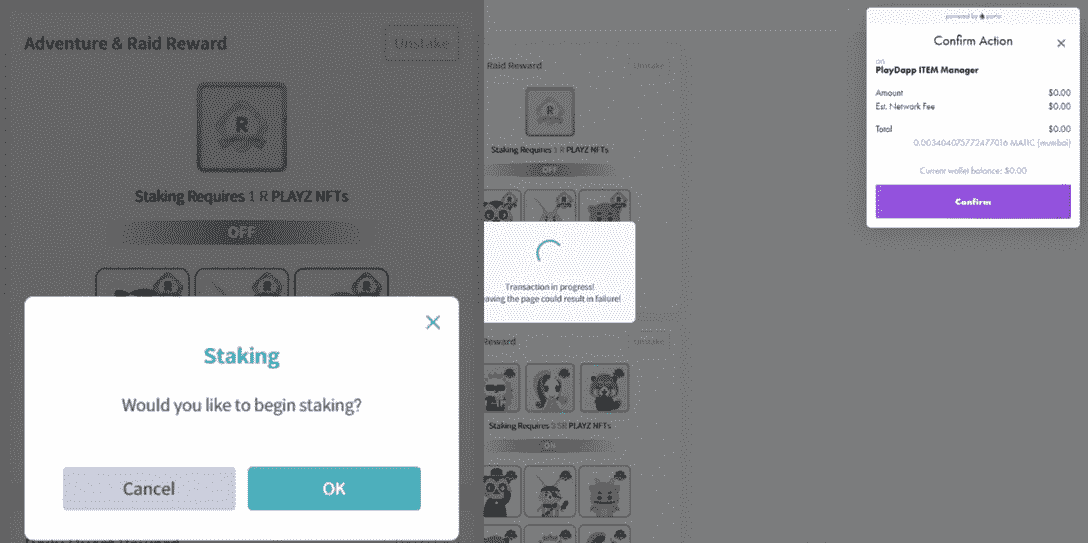 Adventure & Raid Reward
Unstake
R
Staking Requires 1 R PLAYZ NFTs
OFF
Staking
Would you like to begin staking?
Cancel
OK
Raid Reward
Unstake
R
Staking Requires 1 R PLAYZ NFTs
OFF
Transaction in progress!
aving the page could result in failure!
Reward
Unstake
Staking Requires 3 SR PLAYZ NFTs
ON
powered by porto
Confirm Action
on
PlayDapp ITEM Manager
Amount $0.00
Est. Network Fee $0.00
Total $0.00
0.003404075772477016 MATIC (mumbai)
Current wallet balance: $0.00
Confirm